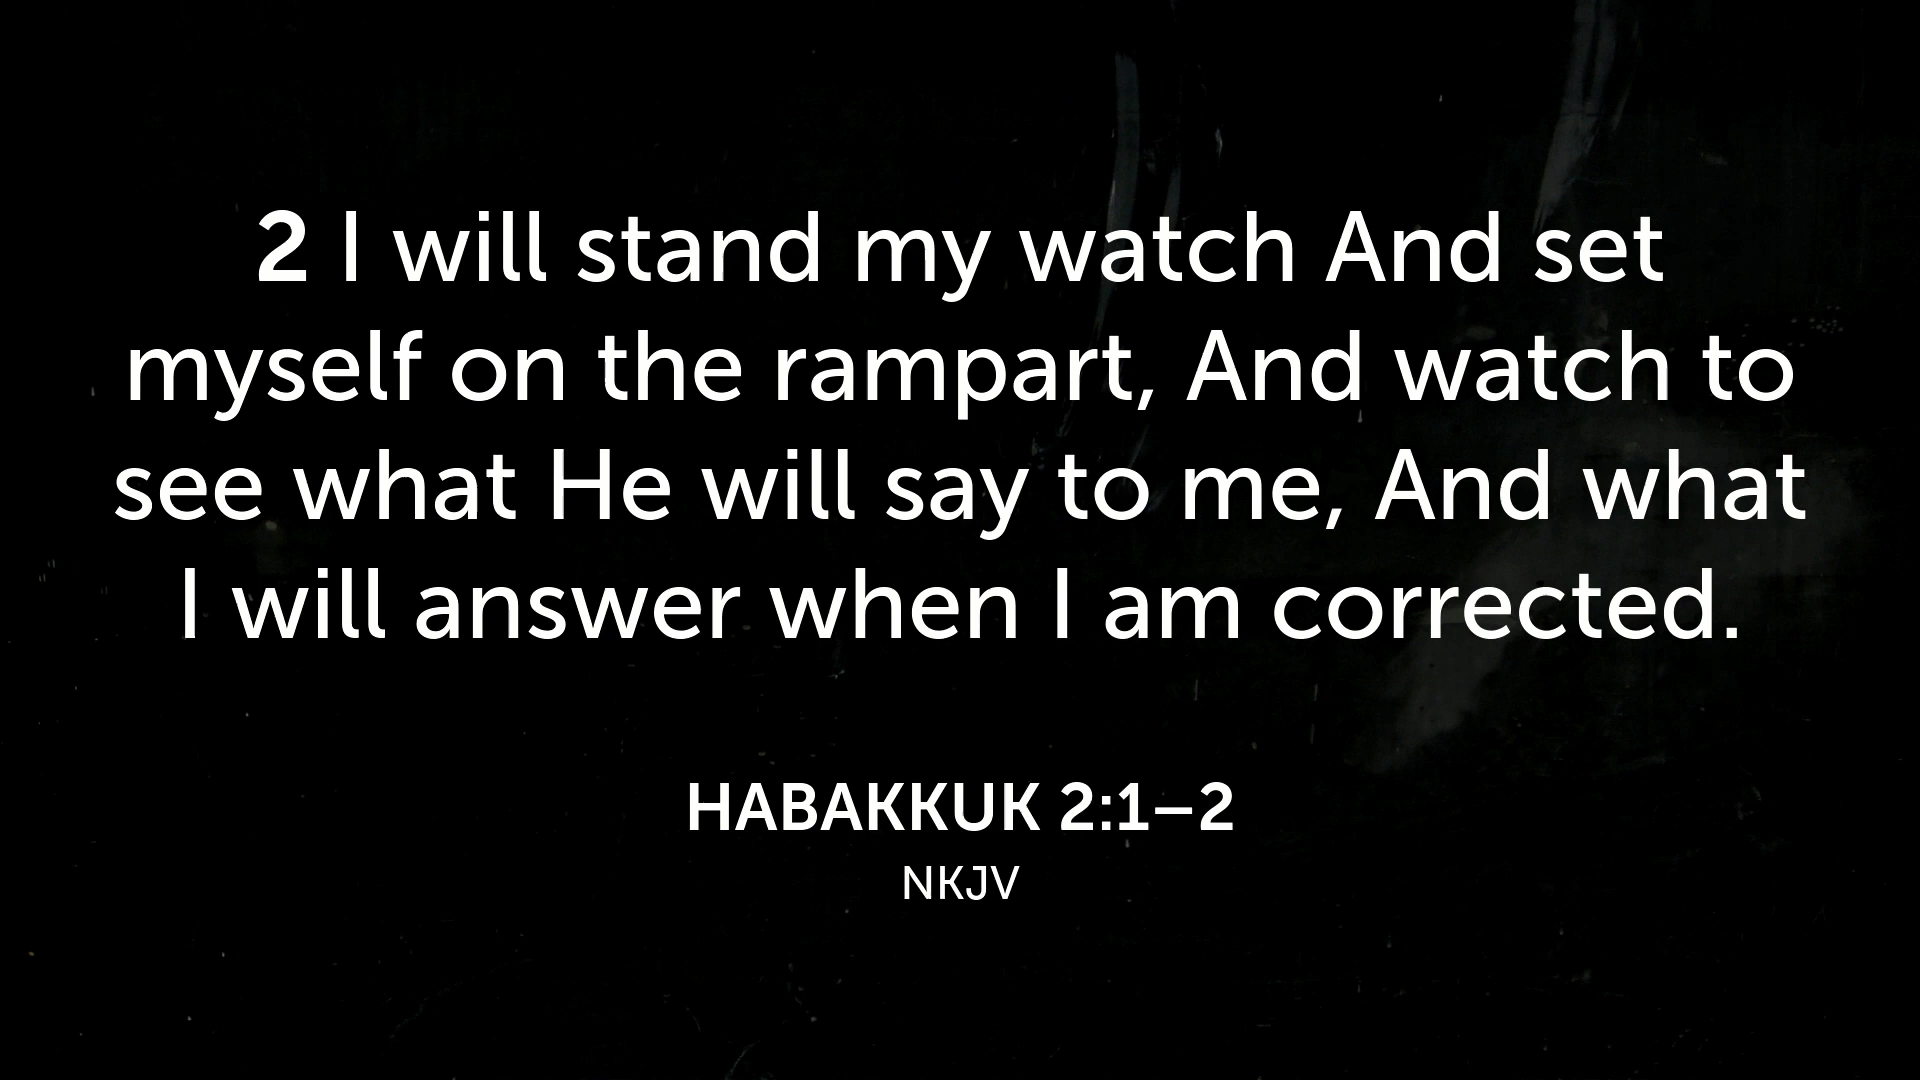 2 I will stand my watch And set
myself on the rampart, And watch to
see what He will say to me, And what
I will answer when I am corrected.
HABAKKUK 2:1–2
NKJV